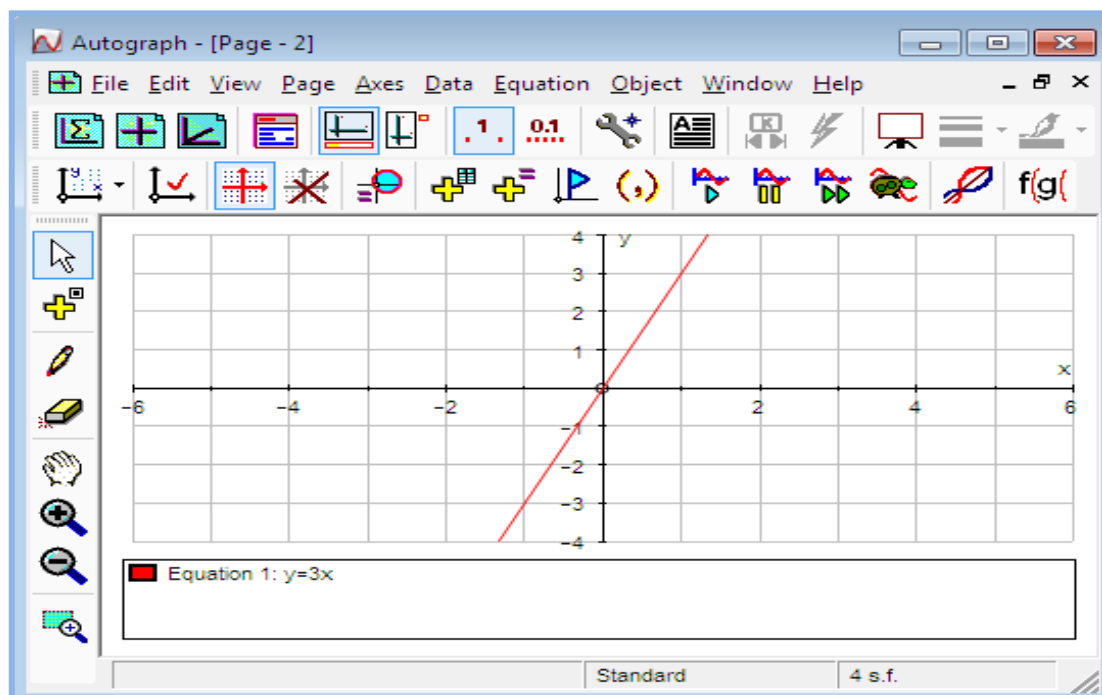 Autograph - [Page - 2]
File Edit View Page Axes Data Equation Object Window Help
Σ .1. 0.1 A K
y x f(g(
4 y
3
2
1
x
-6 -4 -2 2 4 6
-1
-2
-3
-4
Equation 1: y=3x
Standard 4 s.f.